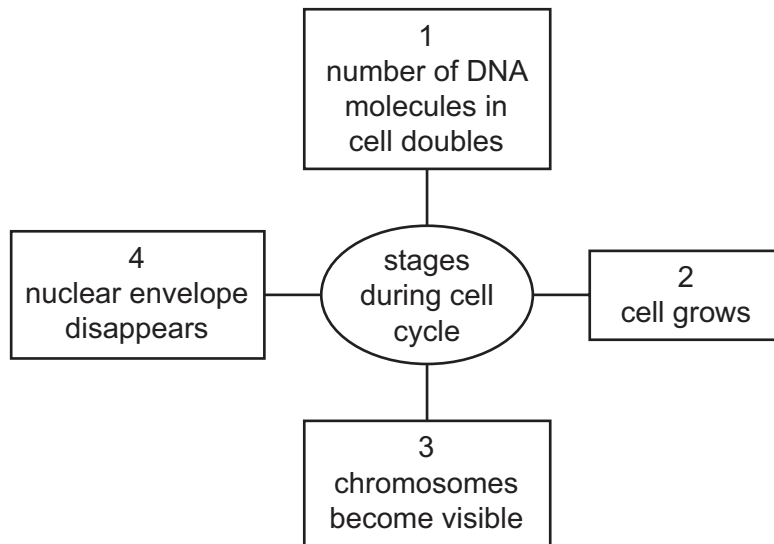 1
number of DNA
molecules in
cell doubles
4
nuclear envelope
disappears
stages
during cell
cycle
2
cell grows
3
chromosomes
become visible